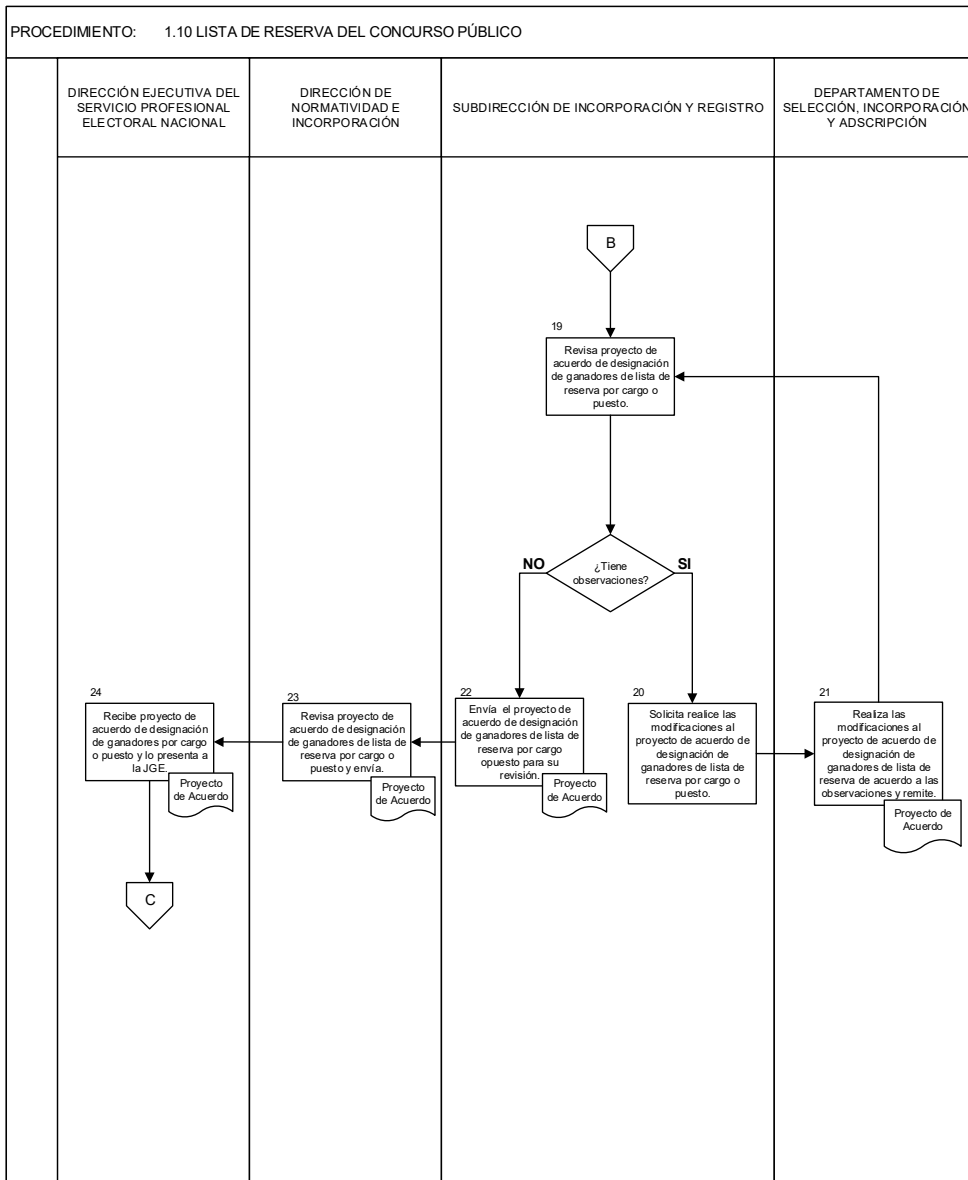 PROCEDIMIENTO: 1.10 LISTA DE RESERVA DEL CONCURSO PÚBLICO
DIRECCIÓN EJECUTIVA DEL
SERVICIO PROFESIONAL
ELECTORAL NACIONAL
DIRECCIÓN DE
NORMATIVIDAD E
INCORPORACIÓN
SUBDIRECCIÓN DE INCORPORACIÓN Y REGISTRO
DEPARTAMENTO DE
SELECCIÓN, INCORPORACIÓN
Y ADSCRIPCIÓN
B
19
Revisa proyecto de
acuerdo de designación
de ganadores de lista de
reserva por cargo o
puesto.
¿Tiene
observaciones?
NO
SI
24
Recibe proyecto de
acuerdo de designación
de ganadores por cargo
o puesto y lo presenta a
la JGE.
Proyecto
de Acuerdo
23
Revisa proyecto de
acuerdo de designación
de ganadores de lista de
reserva por cargo o
puesto y envía.
Proyecto
de Acuerdo
22
Envía el proyecto de
acuerdo de designación
de ganadores de lista de
reserva por cargo
opuesto para su
revisión.
Proyecto
de Acuerdo
20
Solicita realice las
modificaciones al
proyecto de acuerdo de
designación de
ganadores de lista de
reserva por cargo o
puesto.
21
Realiza las
modificaciones al
proyecto de acuerdo de
designación de
ganadores de lista de
reserva de acuerdo a las
observaciones y remite.
Proyecto de
Acuerdo
C